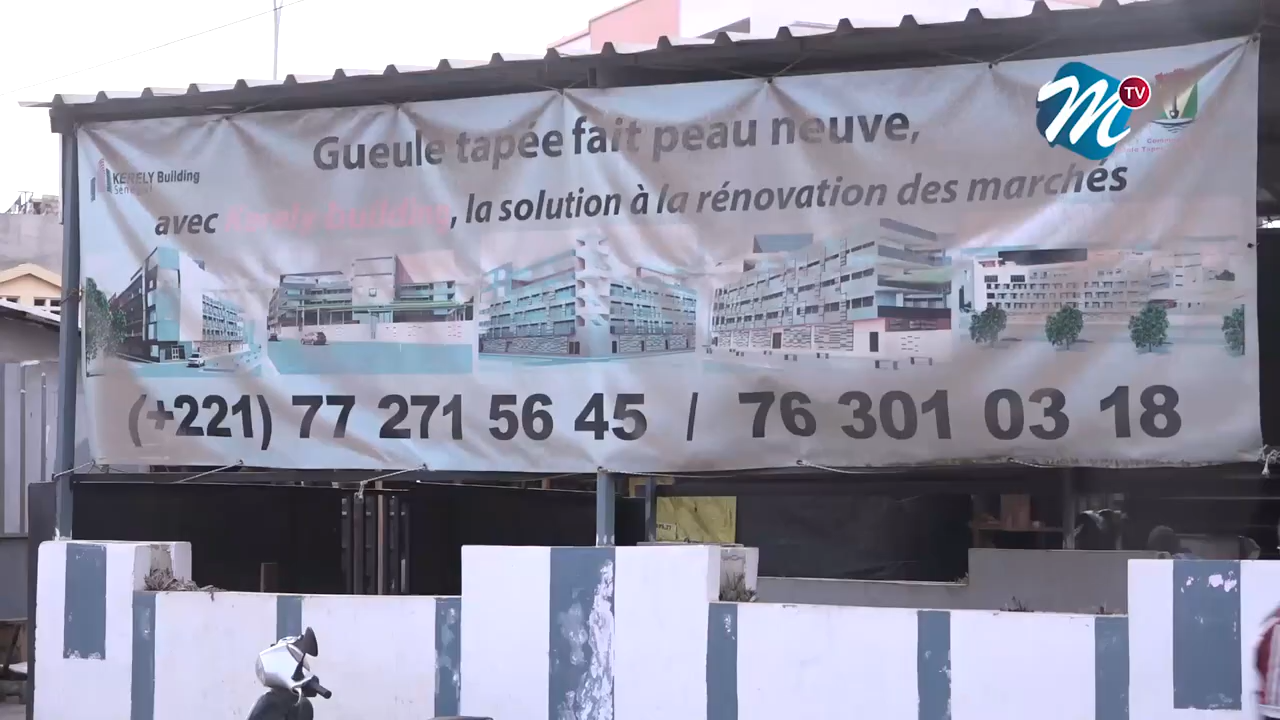 M TV
Gueule tapée fait peau neuve,
KERELY Building
Sénégal
avec Kerely building, la solution à la rénovation des marchés
(+221) 77 271 56 45 / 76 301 03 18